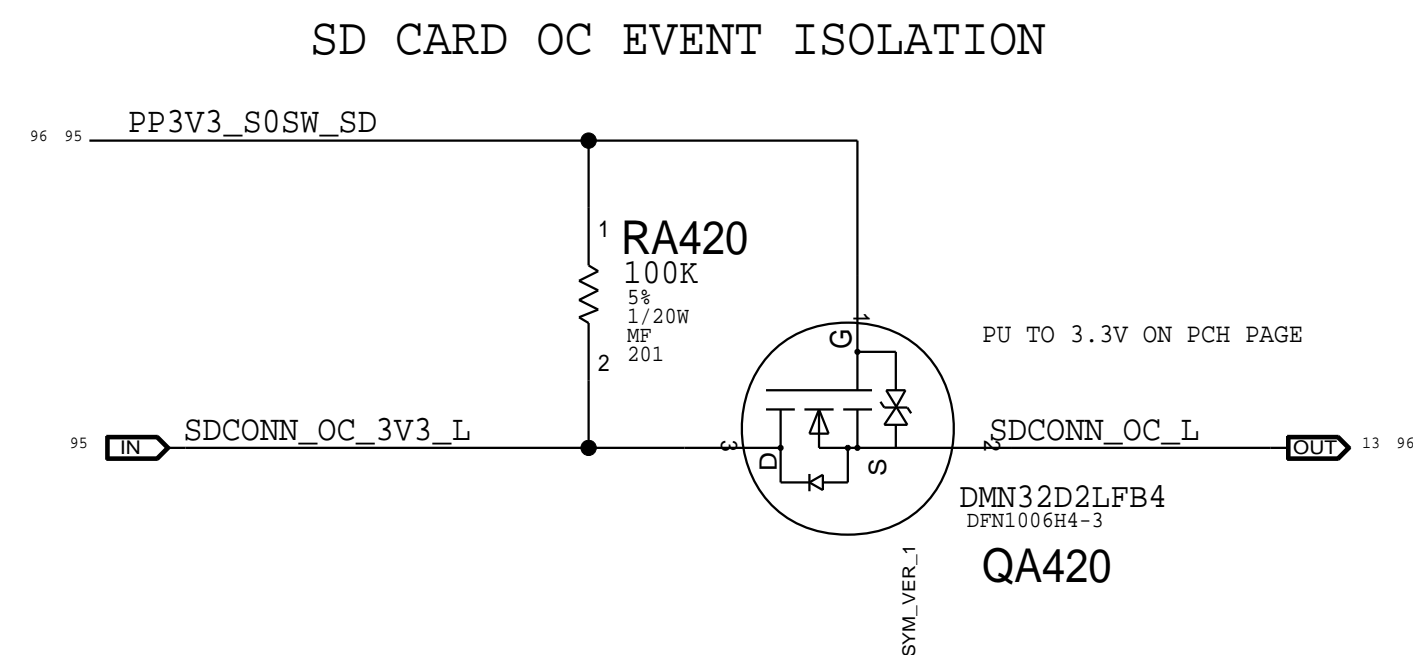 SD CARD OC EVENT ISOLATION
96 95 PP3V3_S0SW_SD
1 RA420
100K
5%
1/20W
MF
201
2
1
G
PU TO 3.3V ON PCH PAGE
95 IN SDCONN_OC_3V3_L
3
D
S
2
SDCONN_OC_L
OUT 13 96
DMN32D2LFB4
DFN1006H4-3
QA420
SYM_VER_1